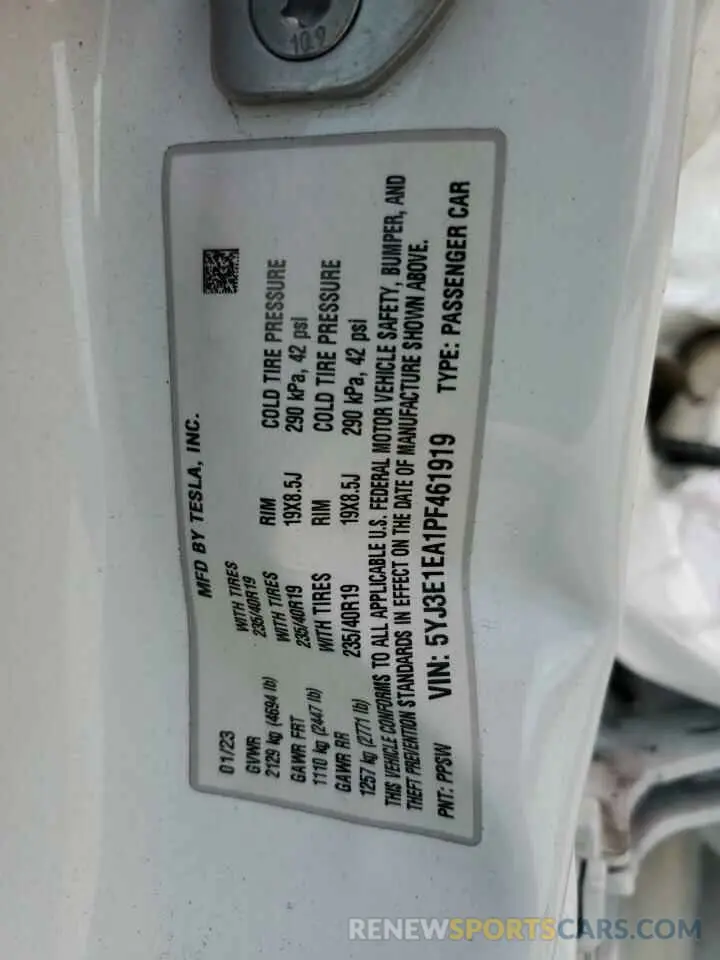 10.9
MFD BY TESLA, INC.
01/23
GVWR
2129 kg (4694 lb)
WITH TIRES
235/40R19
GAWR FRT
1110 kg (2447 lb)
WITH TIRES
235/40R19
RIM
19X8.5J
COLD TIRE PRESSURE
290 kPa, 42 psi
GAWR RR
1257 kg (2771 lb)
WITH TIRES
235/40R19
RIM
19X8.5J
COLD TIRE PRESSURE
290 kPa, 42 psi
THIS VEHICLE CONFORMS TO ALL APPLICABLE U.S. FEDERAL MOTOR VEHICLE SAFETY, BUMPER, AND
THEFT PREVENTION STANDARDS IN EFFECT ON THE DATE OF MANUFACTURE SHOWN ABOVE.
PNT: PPSW VIN: 5YJ3E1EA1PF461919 TYPE: PASSENGER CAR
RENEWSPORTSCARS.COM